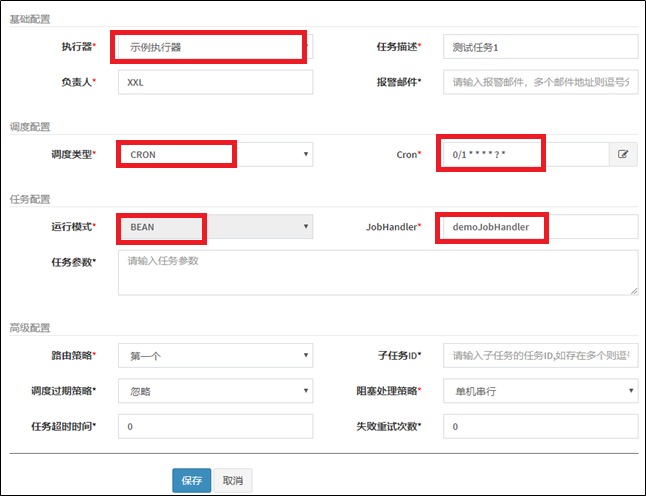 基础配置
执行器* 示例执行器 任务描述* 测试任务1
负责人* XXL 报警邮件* 请输入报警邮件，多个邮件地址则逗号分
调度配置
调度类型* CRON Cron* 0/1 * * * * ? *
任务配置
运行模式* BEAN JobHandler* demoJobHandler
任务参数* 请输入任务参数
高级配置
路由策略* 第一个 子任务ID* 请输入子任务的任务ID,如存在多个则逗号
调度过期策略* 忽略 阻塞处理策略* 单机串行
任务超时时间* 0 失败重试次数* 0
保存 取消